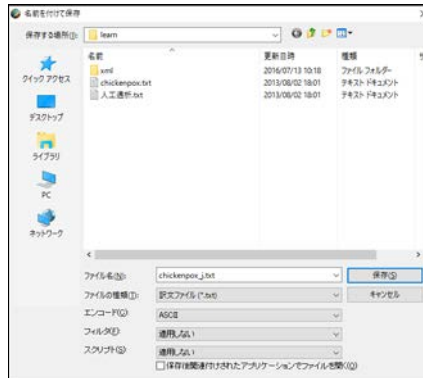 名前を付けて保存
保存する場所(I): learn
名前 更新日時 種類
xml 2016/07/13 10:18 ファイル フォルダー
chickenpox.txt 2013/08/02 18:01 テキスト ドキュメント
人工透析.txt 2013/08/02 18:01 テキスト ドキュメント
クイック アクセス
デスクトップ
ライブラリ
PC
ネットワーク
ファイル名(N): chickenpox_j.txt 保存(S)
ファイルの種類(T): 訳文ファイル (*.txt) キャンセル
エンコード(C) ASCII
フィルタ(F) 適用しない
スクリプト(S) 適用しない
保存後関連付けされたアプリケーションでファイルを開く(O)